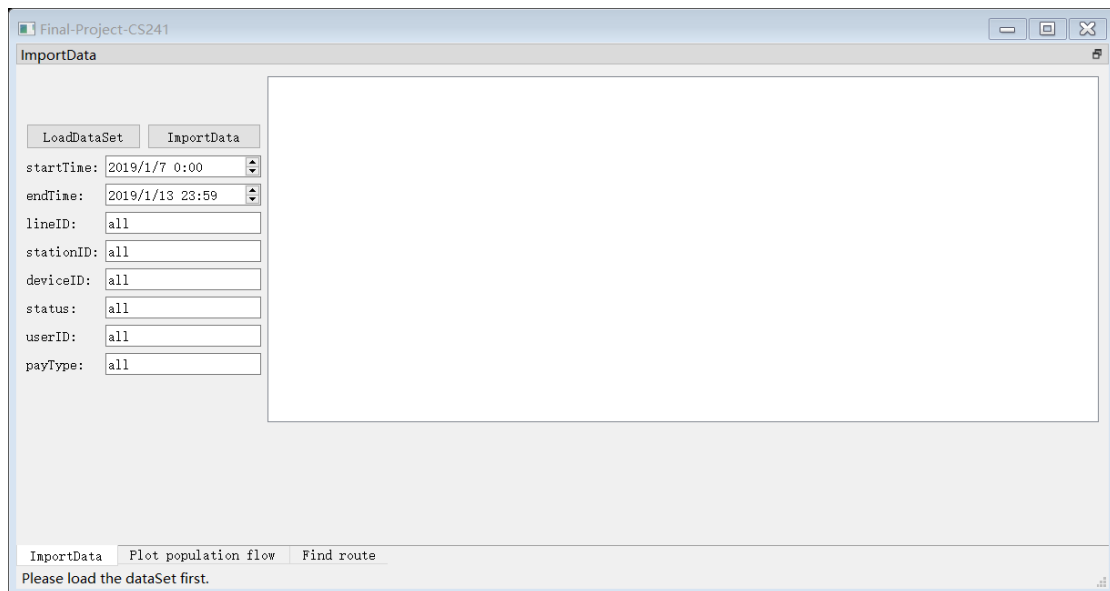 Final-Project-CS241
ImportData
LoadDataSet ImportData
startTime: 2019/1/7 0:00
endTime: 2019/1/13 23:59
lineID: all
stationID: all
deviceID: all
status: all
userID: all
payType: all
ImportData Plot population flow Find route
Please load the dataSet first.